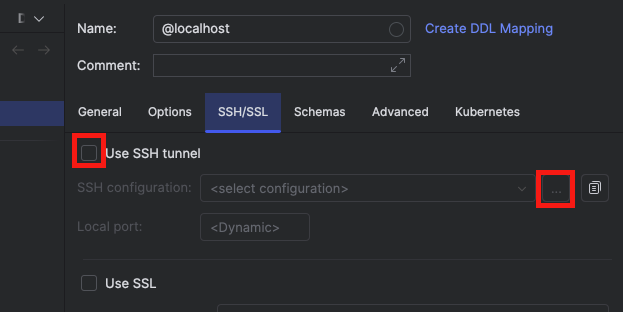 D
Name: @localhost Create DDL Mapping
Comment:
General Options SSH/SSL Schemas Advanced Kubernetes
Use SSH tunnel
SSH configuration: <select configuration> ...
Local port: <Dynamic>
Use SSL